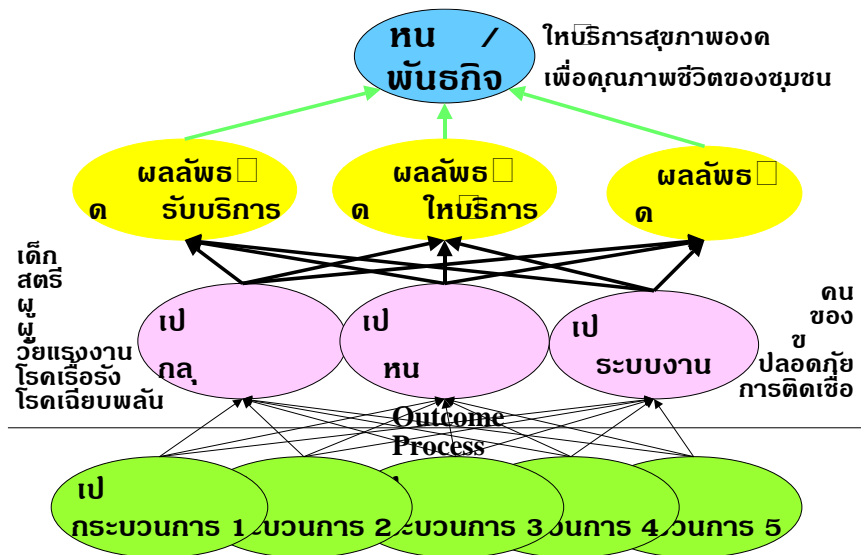 หน /
พันธกิจ
ให้บริการสุขภาพองค
เพื่อคุณภาพชีวิตของชุมชน
ผลลัพธ
ด รับบริการ
ผลลัพธ
ด ให้บริการ
ผลลัพธ
ด
เด็ก
สตรี
ผู
ผู
วัยแรงงาน
โรคเรื้อรัง
โรคเฉียบพลัน
เป
กลุ
เป
หน
เป
ระบบงาน
คน
ของ
ข
ปลอดภัย
การติดเชื้อ
Outcome
Process
เป
กระบวนการ 1
ะบวนการ 2
ะบวนการ 3
วนการ 4
วนการ 5